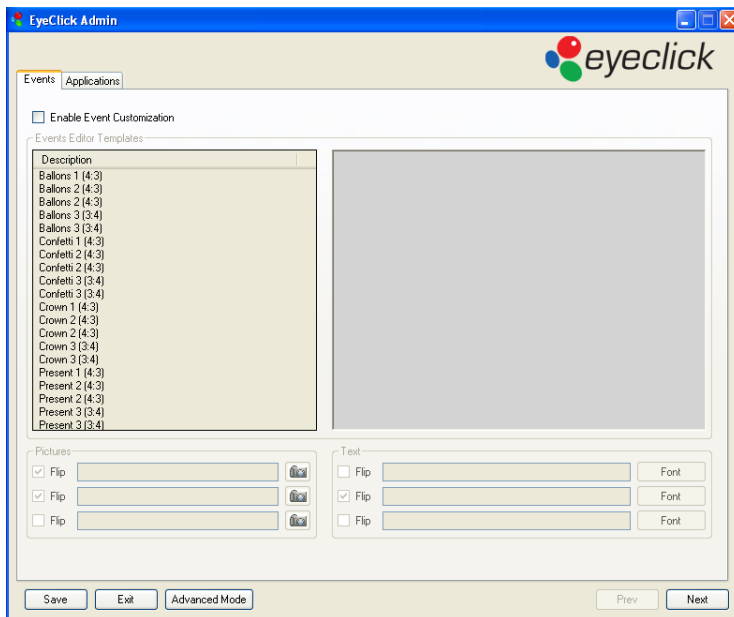 EyeClick Admin
eyeclick
Events Applications
Enable Event Customization
Events Editor Templates
Description
Ballons 1 (4:3)
Ballons 2 (4:3)
Ballons 2 (4:3)
Ballons 3 (3:4)
Ballons 3 (3:4)
Confetti 1 (4:3)
Confetti 2 (4:3)
Confetti 2 (4:3)
Confetti 3 (3:4)
Confetti 3 (3:4)
Crown 1 (4:3)
Crown 2 (4:3)
Crown 2 (4:3)
Crown 3 (3:4)
Crown 3 (3:4)
Present 1 (4:3)
Present 2 (4:3)
Present 2 (4:3)
Present 3 (3:4)
Present 3 (3:4)
Pictures
Flip
Flip
Flip
Text
Flip Font
Flip Font
Flip Font
Save Exit Advanced Mode Prev Next